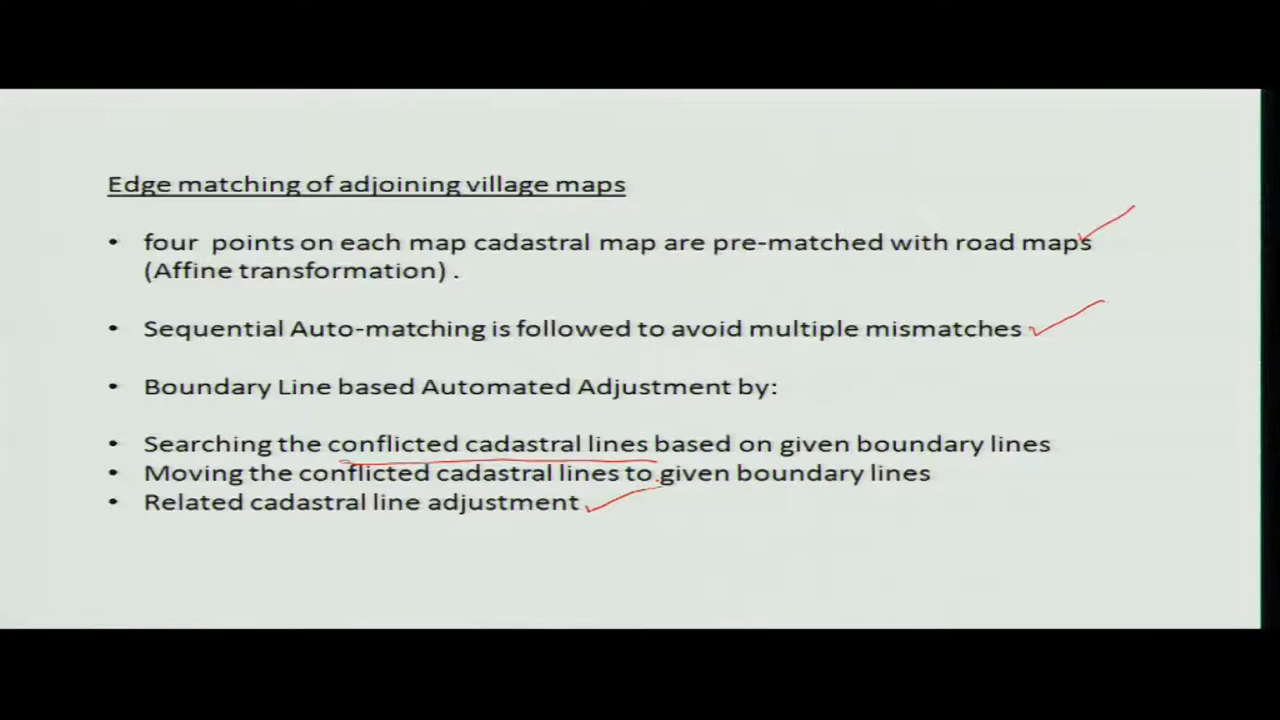 Edge matching of adjoining village maps
• four points on each map cadastral map are pre-matched with road maps
(Affine transformation) .
• Sequential Auto-matching is followed to avoid multiple mismatches
• Boundary Line based Automated Adjustment by:
• Searching the conflicted cadastral lines based on given boundary lines
• Moving the conflicted cadastral lines to given boundary lines
• Related cadastral line adjustment